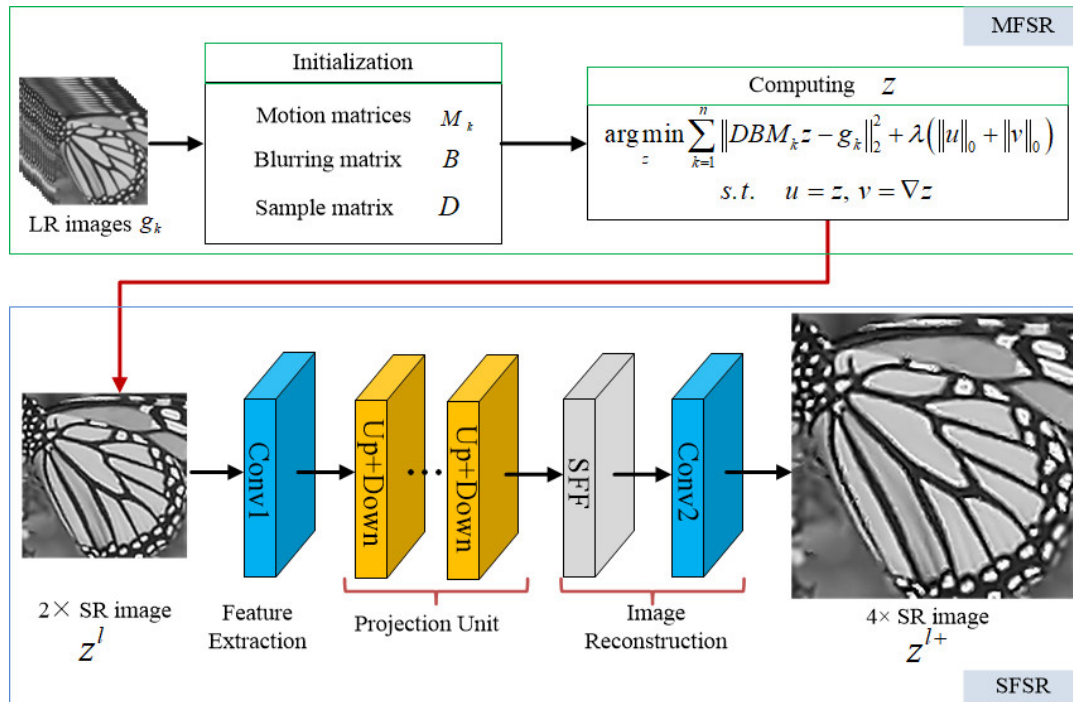 MFSR
Initialization
Motion matrices M_k
Blurring matrix B
Sample matrix D
LR images g_k
Computing z
arg min_z ∑_{k=1}^{n} ‖DBM_k z − g_k‖_2^2 + λ(‖u‖_0 + ‖v‖_0)
s.t. u = z, v = ∇z
Conv1
Up+Down
...
Up+Down
SFF
Conv2
2× SR image
z^l
Feature
Extraction
Projection Unit
Image
Reconstruction
4× SR image
z^{l+}
SFSR